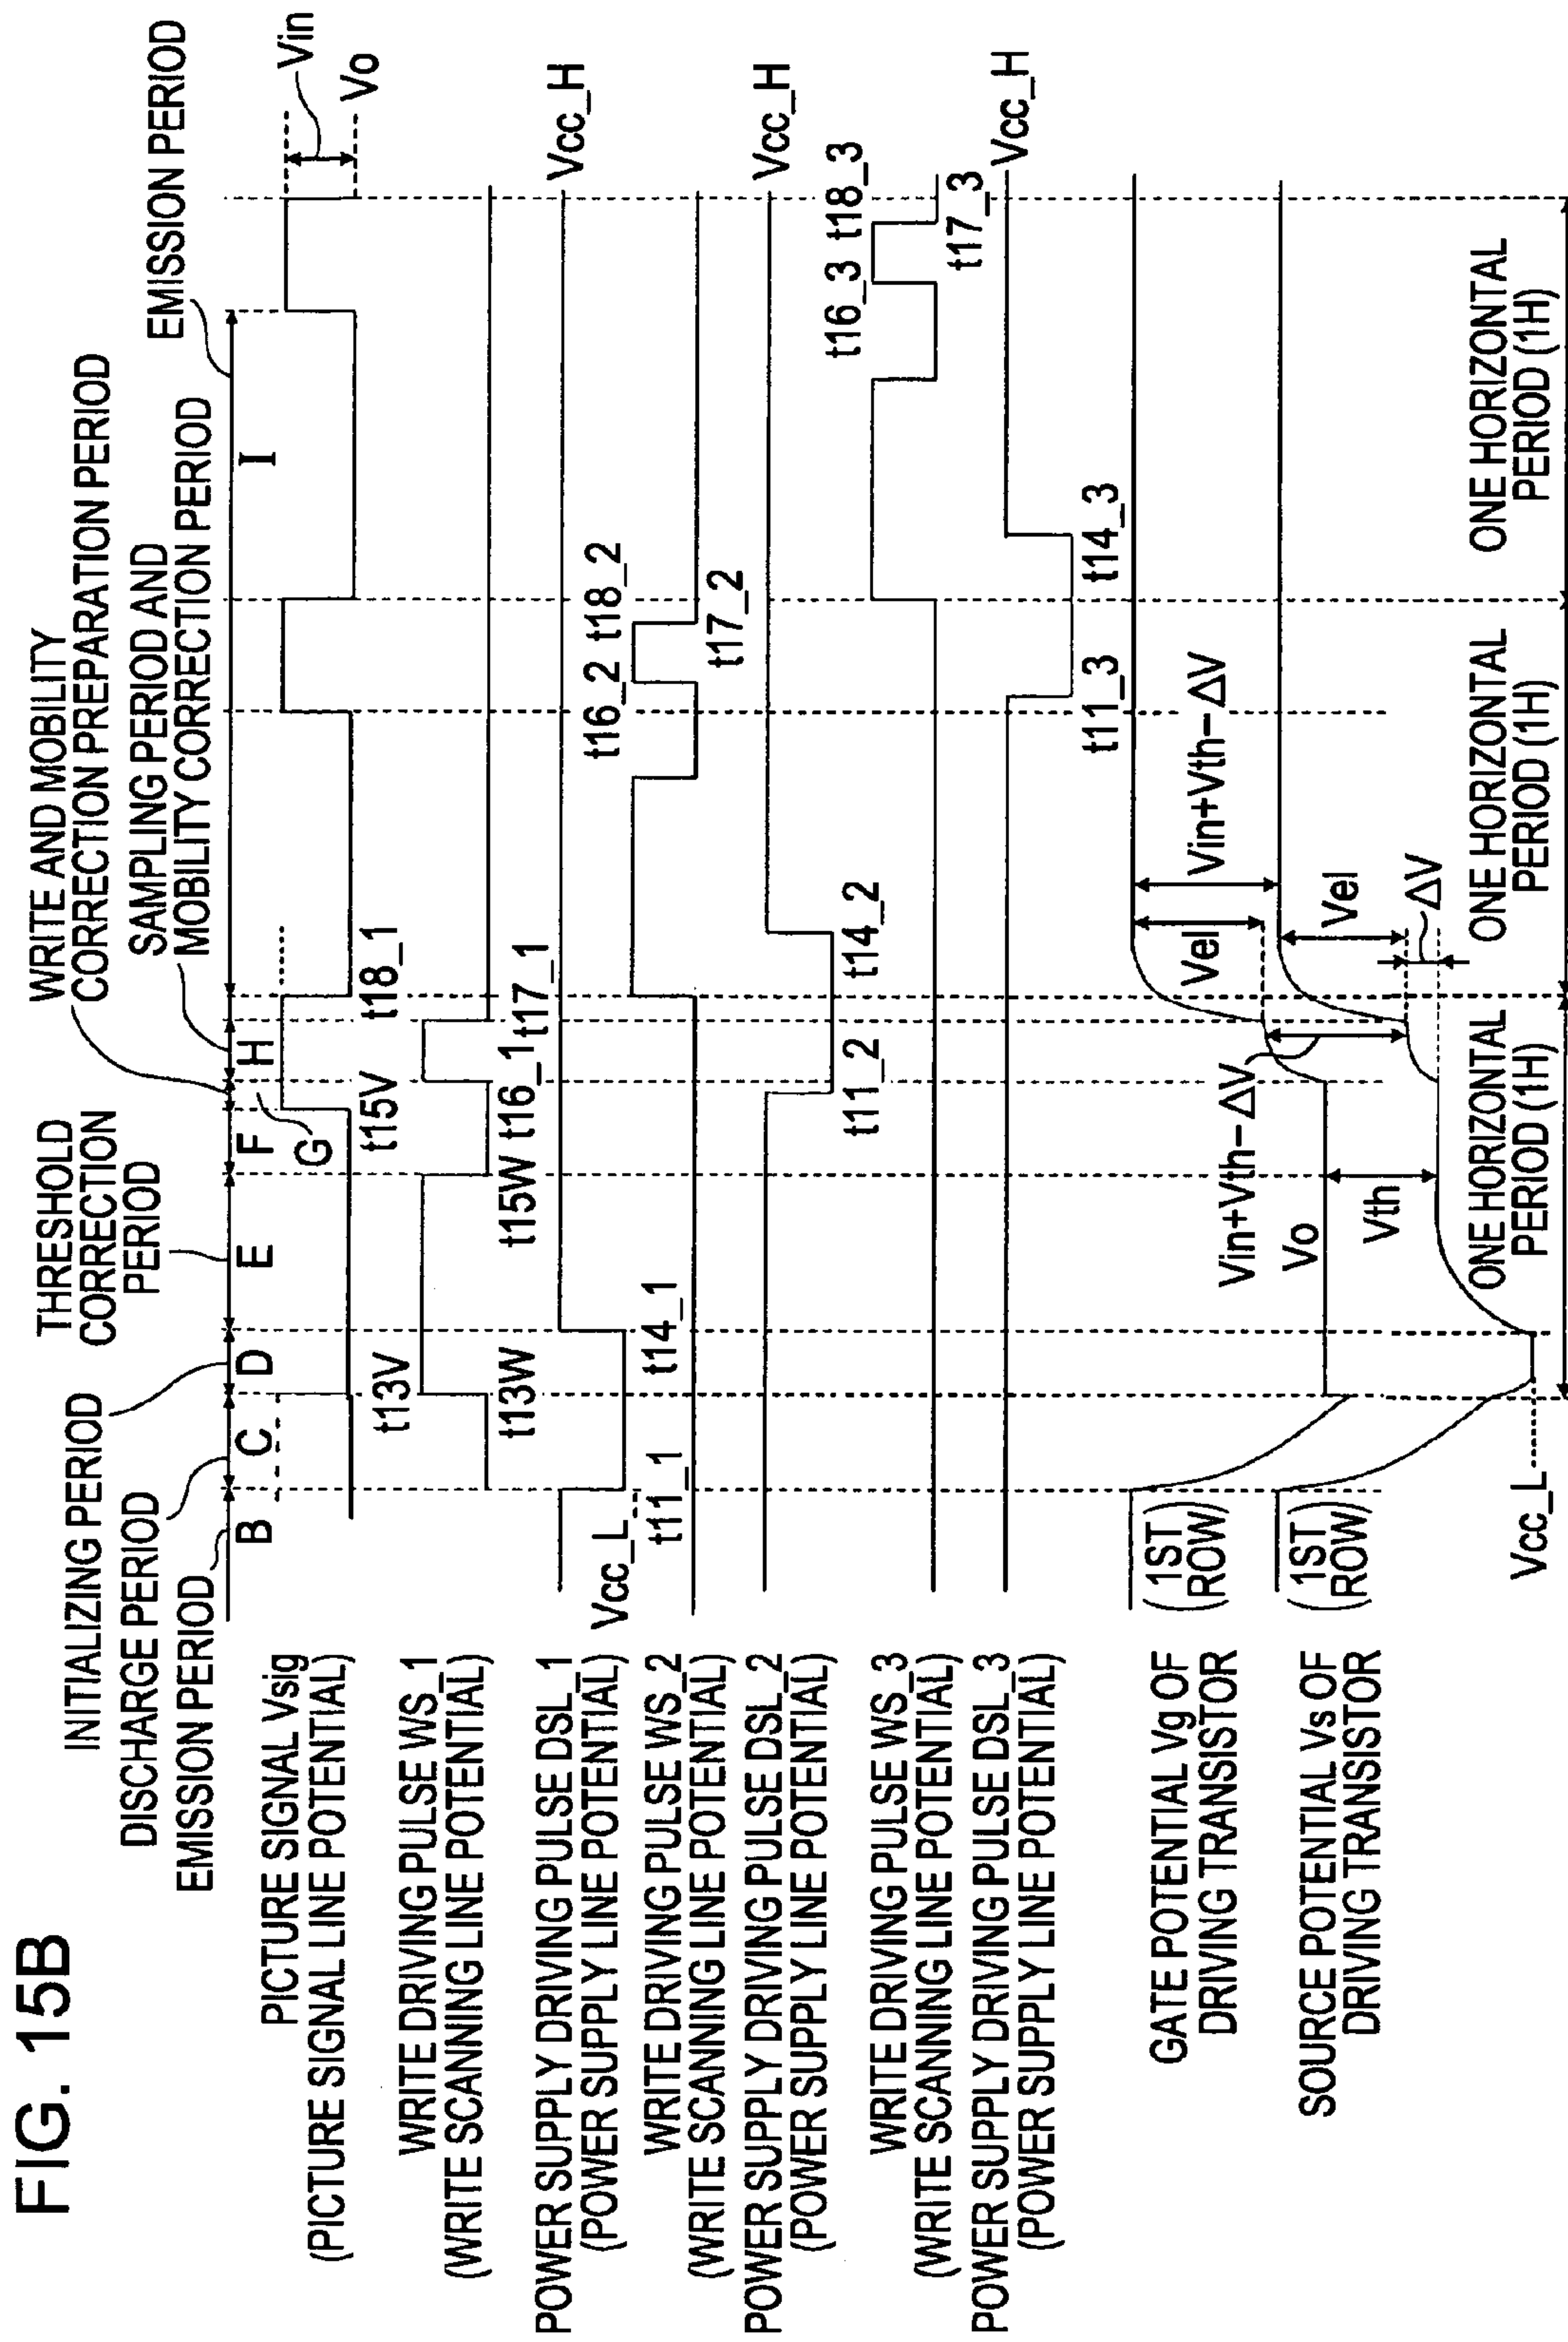 FIG. 15B
WRITE AND MOBILITY
CORRECTION PREPARATION PERIOD
THRESHOLD
CORRECTION
PERIOD
SAMPLING PERIOD AND
MOBILITY CORRECTION PERIOD
INITIALIZING PERIOD
DISCHARGE PERIOD
EMISSION PERIOD
EMISSION PERIOD
B
C
D
E
F
G
H
I
Vin
Vo
PICTURE SIGNAL Vsig
(PICTURE SIGNAL LINE POTENTIAL)
t13V
t15V
t18_1
WRITE DRIVING PULSE WS_1
(WRITE SCANNING LINE POTENTIAL)
t13W
t15W
t16_1
t17_1
POWER SUPPLY DRIVING PULSE DSL_1
(POWER SUPPLY LINE POTENTIAL)
Vcc_H
Vcc_L
t11_1
t14_1
WRITE DRIVING PULSE WS_2
(WRITE SCANNING LINE POTENTIAL)
t16_2
t18_2
t17_2
POWER SUPPLY DRIVING PULSE DSL_2
(POWER SUPPLY LINE POTENTIAL)
Vcc_H
t11_2
t14_2
WRITE DRIVING PULSE WS_3
(WRITE SCANNING LINE POTENTIAL)
t16_3
t18_3
t17_3
POWER SUPPLY DRIVING PULSE DSL_3
(POWER SUPPLY LINE POTENTIAL)
Vcc_H
t11_3
t14_3
GATE POTENTIAL Vg OF
DRIVING TRANSISTOR
(1ST
ROW)
Vin+Vth−ΔV
Vo
Vel
Vin+Vth−ΔV
SOURCE POTENTIAL Vs OF
DRIVING TRANSISTOR
(1ST
ROW)
Vth
Vel
ΔV
Vcc_L
ONE HORIZONTAL
PERIOD (1H)
ONE HORIZONTAL
PERIOD (1H)
ONE HORIZONTAL
PERIOD (1H)